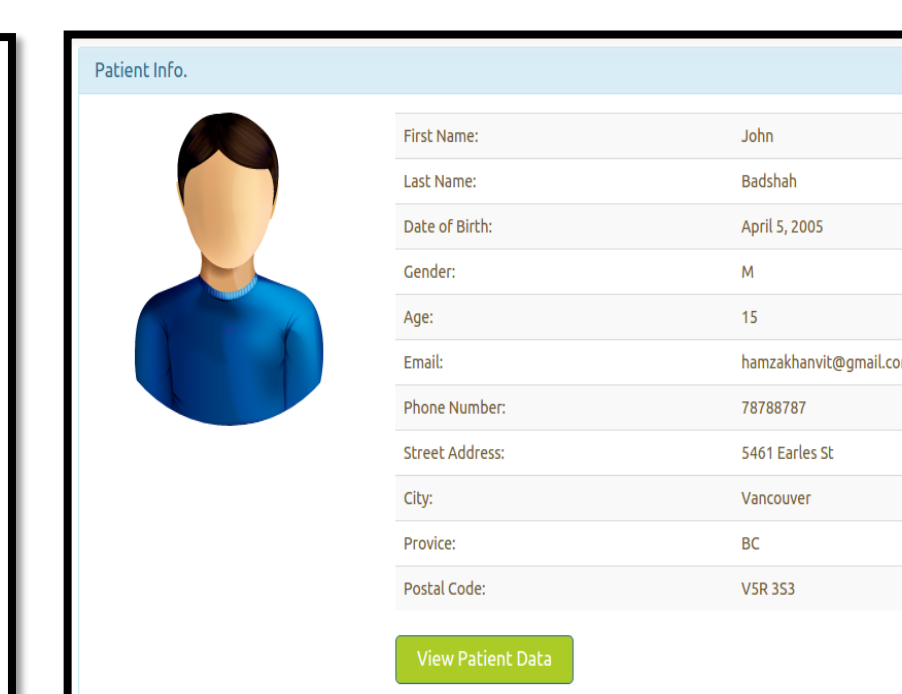 Patient Info.
First Name: John
Last Name: Badshah
Date of Birth: April 5, 2005
Gender: M
Age: 15
Email: hamzakhanvit@gmail.co
Phone Number: 78788787
Street Address: 5461 Earles St
City: Vancouver
Provice: BC
Postal Code: V5R 3S3
View Patient Data